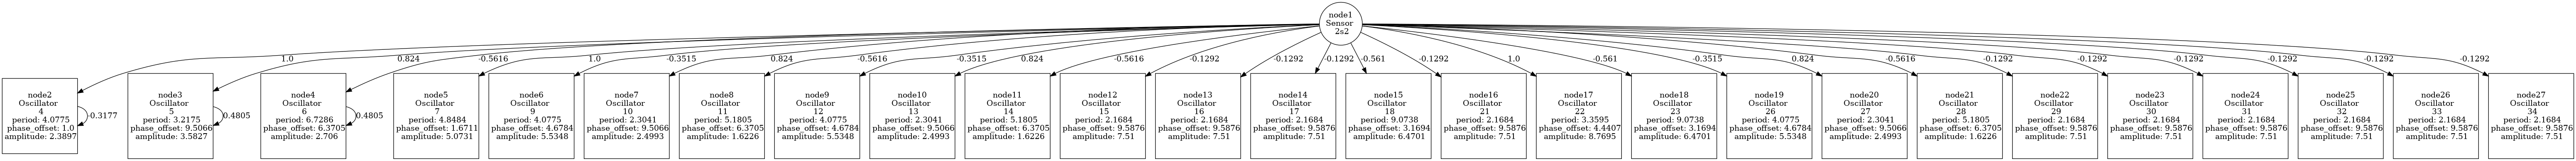 node1
Sensor
2s2
1.0
0.824
-0.5616
1.0
-0.3515
0.824
-0.5616
-0.3515
0.824
-0.5616
-0.1292
-0.1292
-0.1292
-0.561
-0.1292
1.0
-0.561
-0.3515
0.824
-0.5616
-0.1292
-0.1292
-0.1292
-0.1292
-0.1292
-0.1292
node2
Oscillator
4
period: 4.0775
phase_offset: 1.0
amplitude: 2.3897
-0.3177
node3
Oscillator
5
period: 3.2175
phase_offset: 9.5066
amplitude: 3.5827
0.4805
node4
Oscillator
6
period: 6.7286
phase_offset: 6.3705
amplitude: 2.706
0.4805
node5
Oscillator
7
period: 4.8484
phase_offset: 1.6711
amplitude: 5.0731
node6
Oscillator
9
period: 4.0775
phase_offset: 4.6784
amplitude: 5.5348
node7
Oscillator
10
period: 2.3041
phase_offset: 9.5066
amplitude: 2.4993
node8
Oscillator
11
period: 5.1805
phase_offset: 6.3705
amplitude: 1.6226
node9
Oscillator
12
period: 4.0775
phase_offset: 4.6784
amplitude: 5.5348
node10
Oscillator
13
period: 2.3041
phase_offset: 9.5066
amplitude: 2.4993
node11
Oscillator
14
period: 5.1805
phase_offset: 6.3705
amplitude: 1.6226
node12
Oscillator
15
period: 2.1684
phase_offset: 9.5876
amplitude: 7.51
node13
Oscillator
16
period: 2.1684
phase_offset: 9.5876
amplitude: 7.51
node14
Oscillator
17
period: 2.1684
phase_offset: 9.5876
amplitude: 7.51
node15
Oscillator
18
period: 9.0738
phase_offset: 3.1694
amplitude: 6.4701
node16
Oscillator
21
period: 2.1684
phase_offset: 9.5876
amplitude: 7.51
node17
Oscillator
22
period: 3.3595
phase_offset: 4.4407
amplitude: 8.7695
node18
Oscillator
23
period: 9.0738
phase_offset: 3.1694
amplitude: 6.4701
node19
Oscillator
26
period: 4.0775
phase_offset: 4.6784
amplitude: 5.5348
node20
Oscillator
27
period: 2.3041
phase_offset: 9.5066
amplitude: 2.4993
node21
Oscillator
28
period: 5.1805
phase_offset: 6.3705
amplitude: 1.6226
node22
Oscillator
29
period: 2.1684
phase_offset: 9.5876
amplitude: 7.51
node23
Oscillator
30
period: 2.1684
phase_offset: 9.5876
amplitude: 7.51
node24
Oscillator
31
period: 2.1684
phase_offset: 9.5876
amplitude: 7.51
node25
Oscillator
32
period: 2.1684
phase_offset: 9.5876
amplitude: 7.51
node26
Oscillator
33
period: 2.1684
phase_offset: 9.5876
amplitude: 7.51
node27
Oscillator
34
period: 2.1684
phase_offset: 9.5876
amplitude: 7.51